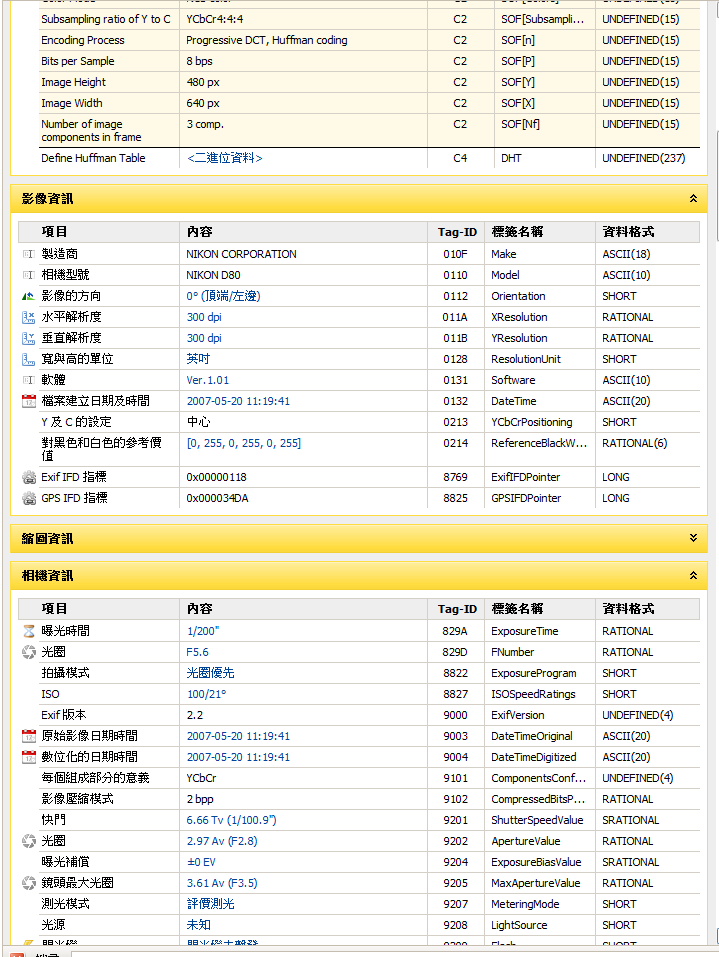 Subsampling ratio of Y to C YCbCr4:4:4 C2 SOF[Subsampli... UNDEFINED(15)
Encoding Process Progressive DCT, Huffman coding C2 SOF[n] UNDEFINED(15)
Bits per Sample 8 bps C2 SOF[P] UNDEFINED(15)
Image Height 480 px C2 SOF[Y] UNDEFINED(15)
Image Width 640 px C2 SOF[X] UNDEFINED(15)
Number of image
components in frame 3 comp. C2 SOF[Nf] UNDEFINED(15)
Define Huffman Table <二進位資料> C4 DHT UNDEFINED(237)
影像資訊
項目 內容 Tag-ID 標籤名稱 資料格式
製造商 NIKON CORPORATION 010F Make ASCII(18)
相機型號 NIKON D80 0110 Model ASCII(10)
影像的方向 0° (頂端/左邊) 0112 Orientation SHORT
水平解析度 300 dpi 011A XResolution RATIONAL
垂直解析度 300 dpi 011B YResolution RATIONAL
寬與高的單位 英吋 0128 ResolutionUnit SHORT
軟體 Ver.1.01 0131 Software ASCII(10)
檔案建立日期及時間 2007-05-20 11:19:41 0132 DateTime ASCII(20)
Y 及 C 的設定 中心 0213 YCbCrPositioning SHORT
對黑色和白色的參考價
值 [0, 255, 0, 255, 0, 255] 0214 ReferenceBlackW... RATIONAL(6)
Exif IFD 指標 0x00000118 8769 ExifIFDPointer LONG
GPS IFD 指標 0x000034DA 8825 GPSIFDPointer LONG
縮圖資訊
相機資訊
項目 內容 Tag-ID 標籤名稱 資料格式
曝光時間 1/200" 829A ExposureTime RATIONAL
光圈 F5.6 829D FNumber RATIONAL
拍攝模式 光圈優先 8822 ExposureProgram SHORT
ISO 100/21° 8827 ISOSpeedRatings SHORT
Exif 版本 2.2 9000 ExifVersion UNDEFINED(4)
原始影像日期時間 2007-05-20 11:19:41 9003 DateTimeOriginal ASCII(20)
數位化的日期時間 2007-05-20 11:19:41 9004 DateTimeDigitized ASCII(20)
每個組成部分的意義 YCbCr 9101 ComponentsConf... UNDEFINED(4)
影像壓縮模式 2 bpp 9102 CompressedBitsP... RATIONAL
快門 6.66 Tv (1/100.9") 9201 ShutterSpeedValue SRATIONAL
光圈 2.97 Av (F2.8) 9202 ApertureValue RATIONAL
曝光補償 ±0 EV 9204 ExposureBiasValue SRATIONAL
鏡頭最大光圈 3.61 Av (F3.5) 9205 MaxApertureValue RATIONAL
測光模式 評價測光 9207 MeteringMode SHORT
光源 未知 9208 LightSource SHORT